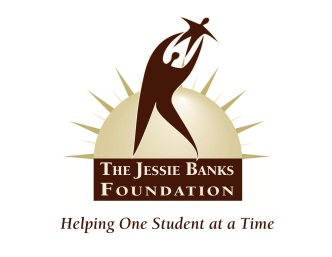 THE JESSIE BANKS
FOUNDATION
Helping One Student at a Time